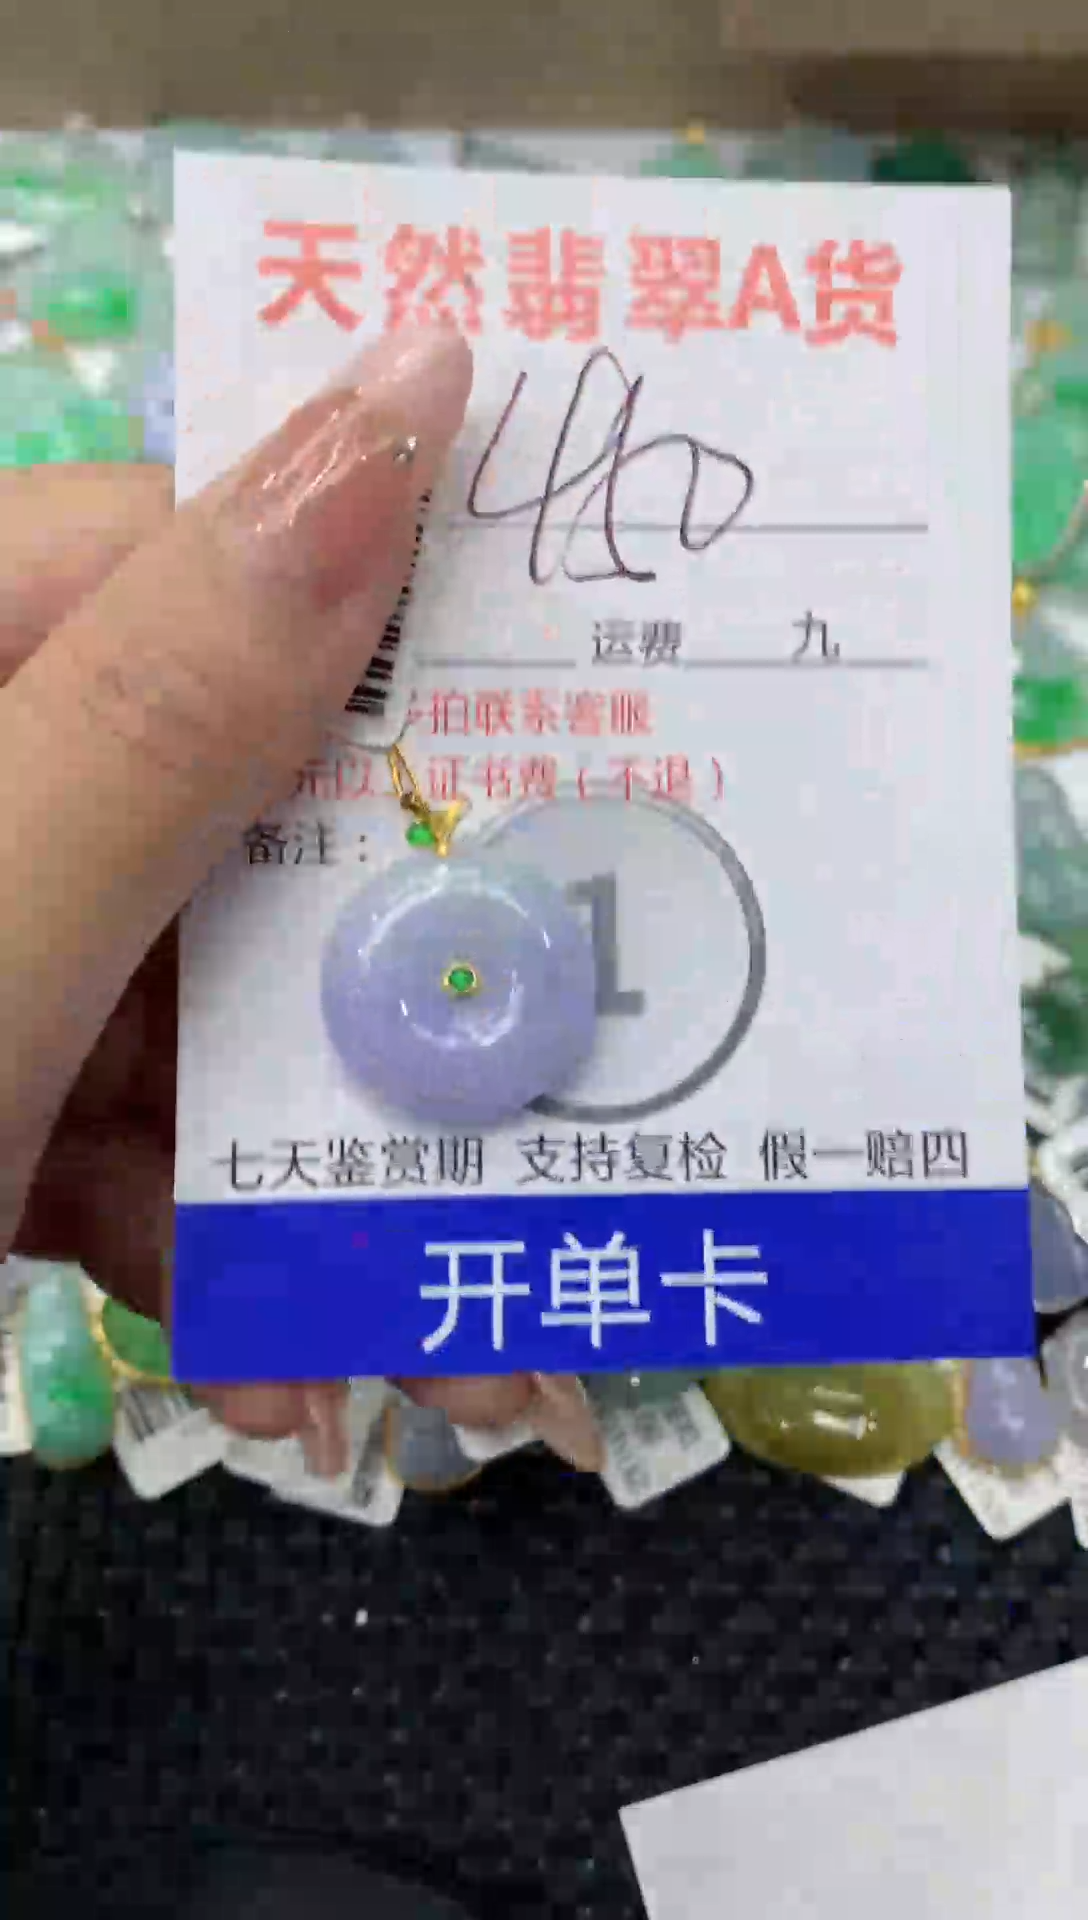 天然翡翠A货
运费 九
拍联系客服
元以 证书费（不退）
备注：
1
七天鉴赏期 支持复检 假一赔四
开单卡